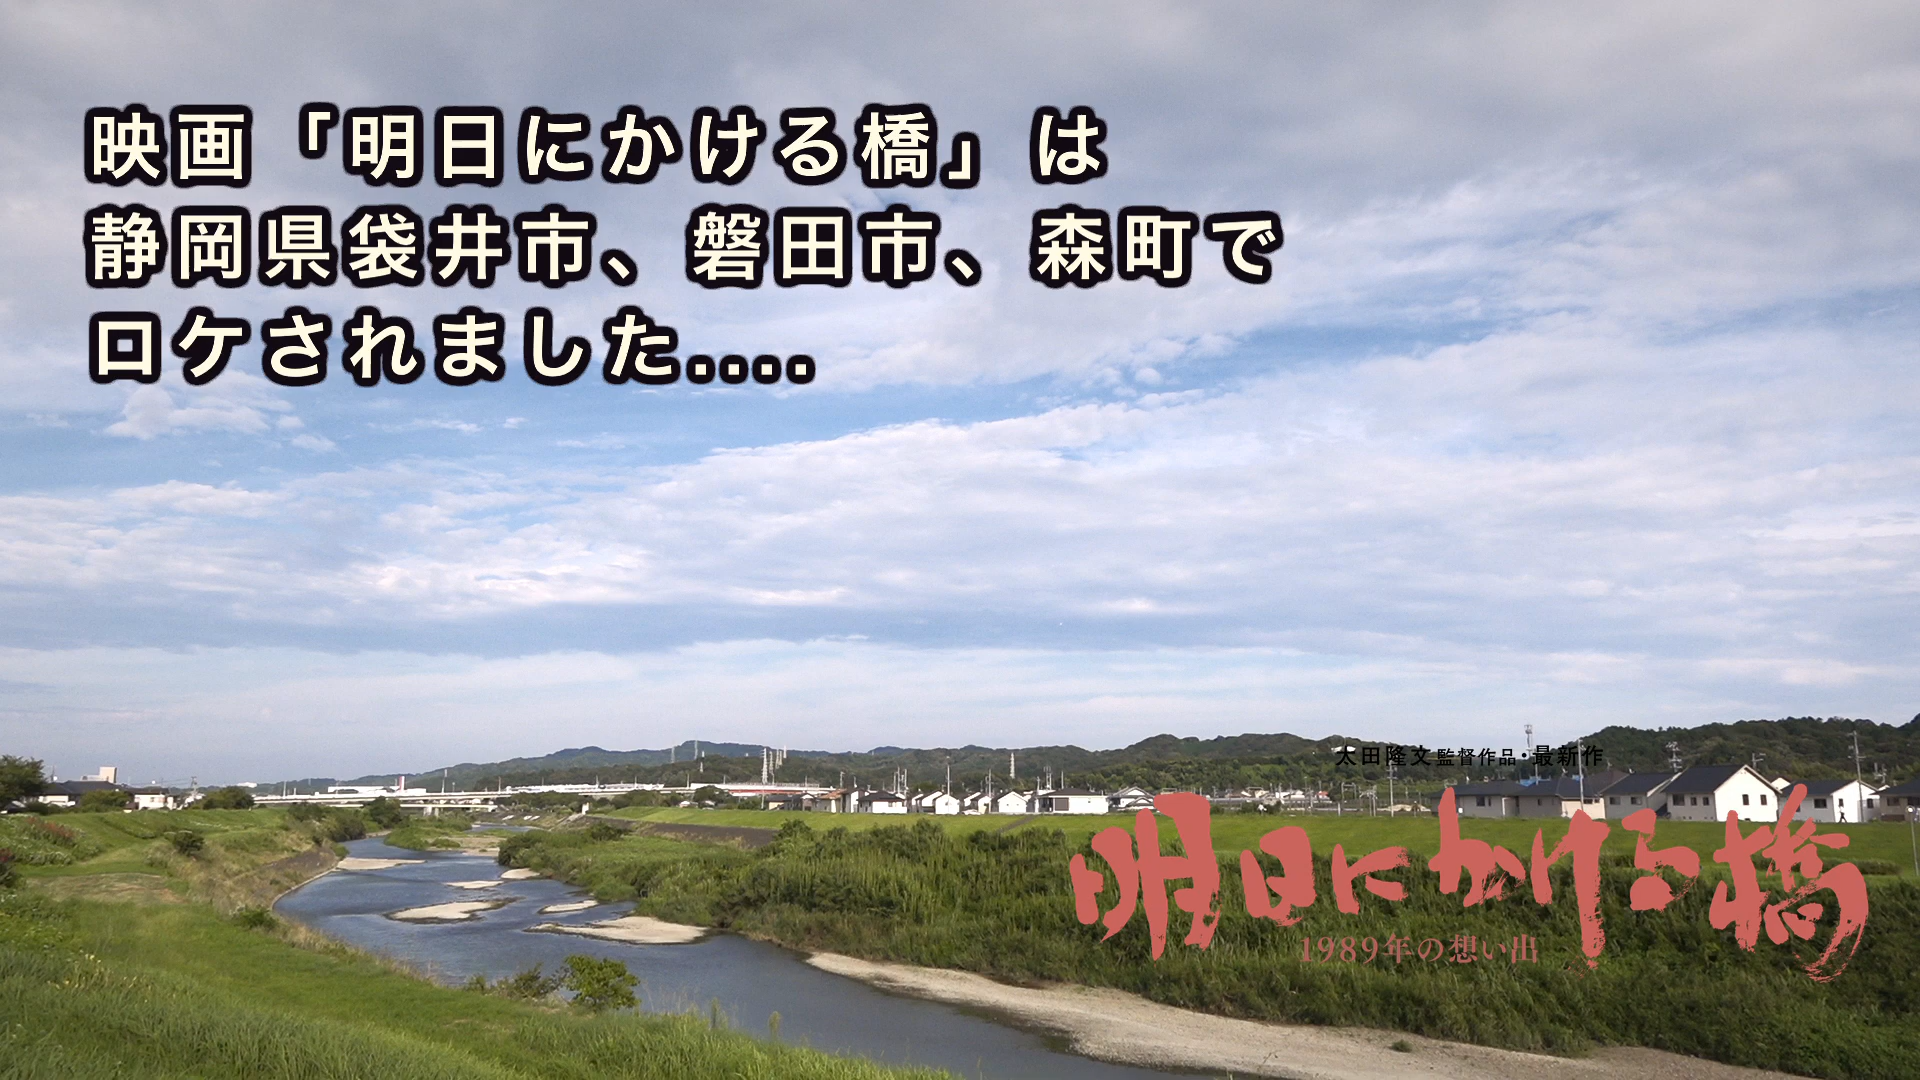 映画「明日にかける橋」は
静岡県袋井市、磐田市、森町で
ロケされました....
太田隆文監督作品・最新作
明日にかける橋
1989年の想い出